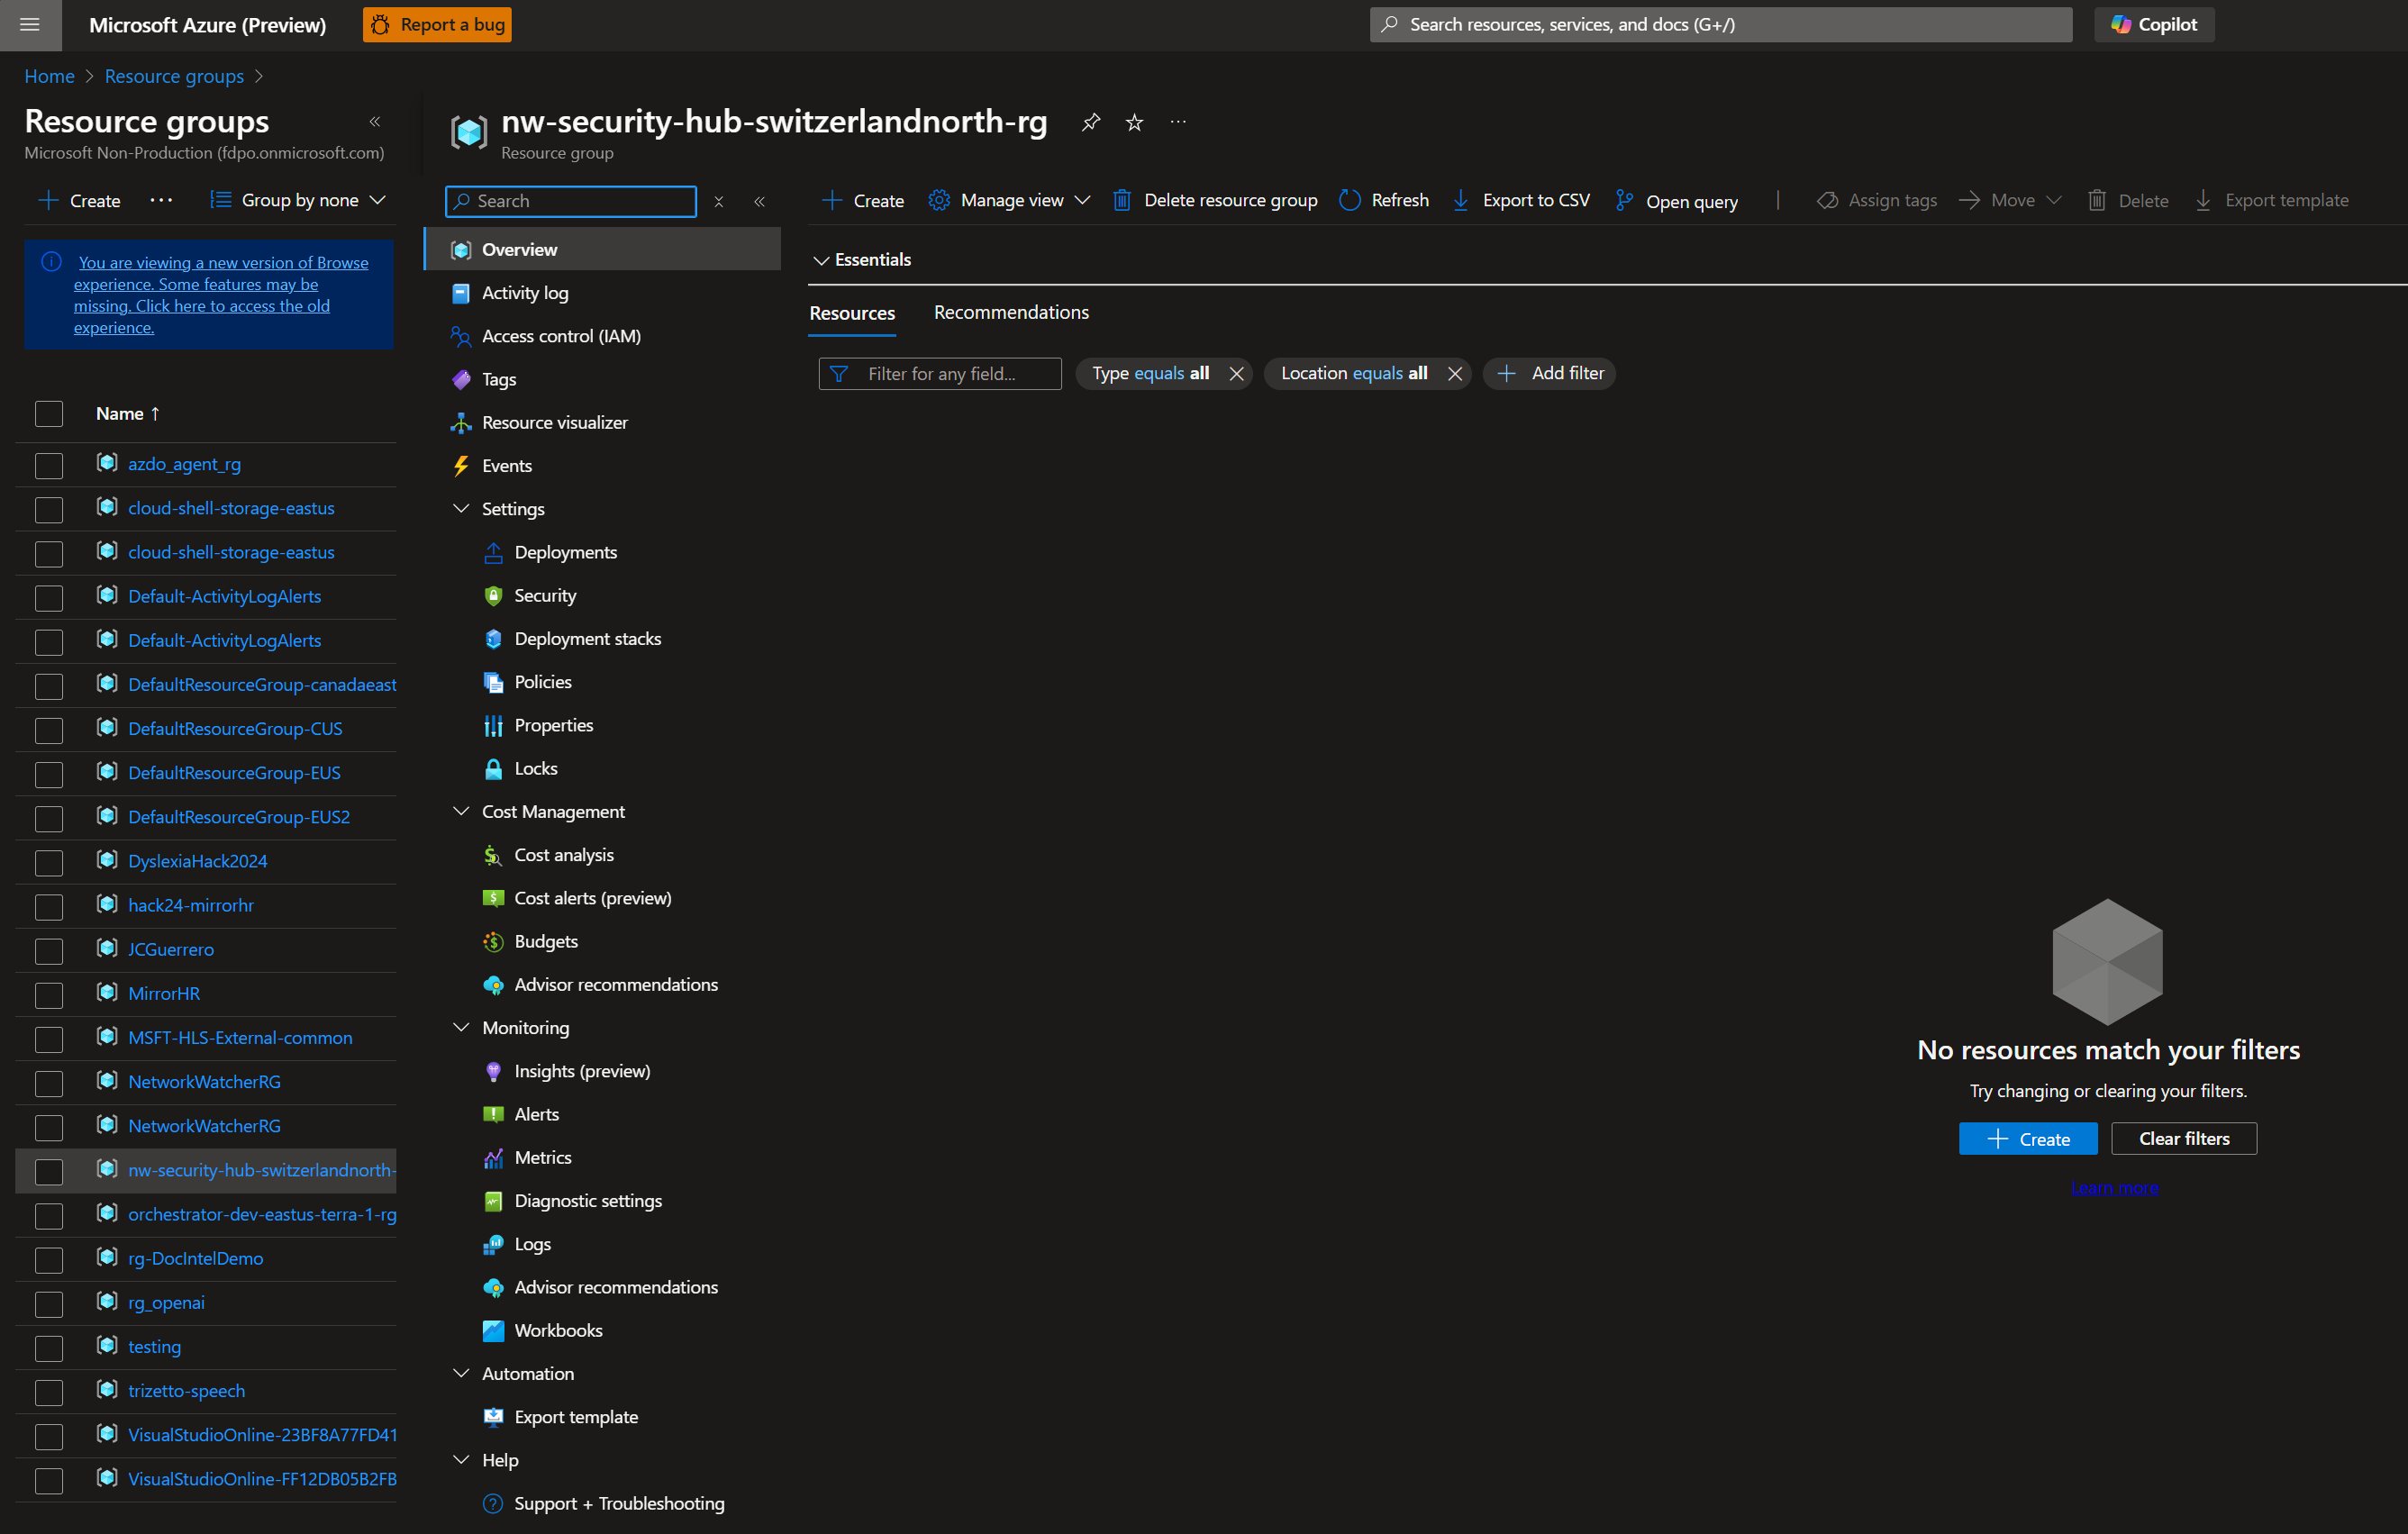 Microsoft Azure (Preview)
Report a bug
Search resources, services, and docs (G+/)
Copilot
Home
Resource groups
Resource groups
Microsoft Non-Production (fdpo.onmicrosoft.com)
Create
Group by none
You are viewing a new version of Browse
experience. Some features may be
missing. Click here to access the old
experience.
Name ↑
azdo_agent_rg
cloud-shell-storage-eastus
cloud-shell-storage-eastus
Default-ActivityLogAlerts
Default-ActivityLogAlerts
DefaultResourceGroup-canadaeast
DefaultResourceGroup-CUS
DefaultResourceGroup-EUS
DefaultResourceGroup-EUS2
DyslexiaHack2024
hack24-mirrorhr
JCGuerrero
MirrorHR
MSFT-HLS-External-common
NetworkWatcherRG
NetworkWatcherRG
nw-security-hub-switzerlandnorth-
orchestrator-dev-eastus-terra-1-rg
rg-DocIntelDemo
rg_openai
testing
trizetto-speech
VisualStudioOnline-23BF8A77FD41
VisualStudioOnline-FF12DB05B2FB
nw-security-hub-switzerlandnorth-rg
Resource group
Search
Overview
Activity log
Access control (IAM)
Tags
Resource visualizer
Events
Settings
Deployments
Security
Deployment stacks
Policies
Properties
Locks
Cost Management
Cost analysis
Cost alerts (preview)
Budgets
Advisor recommendations
Monitoring
Insights (preview)
Alerts
Metrics
Diagnostic settings
Logs
Advisor recommendations
Workbooks
Automation
Export template
Help
Support + Troubleshooting
Create
Manage view
Delete resource group
Refresh
Export to CSV
Open query
Assign tags
Move
Delete
Export template
Essentials
Resources
Recommendations
Filter for any field...
Type equals all
Location equals all
Add filter
No resources match your filters
Try changing or clearing your filters.
Create
Clear filters
Learn more